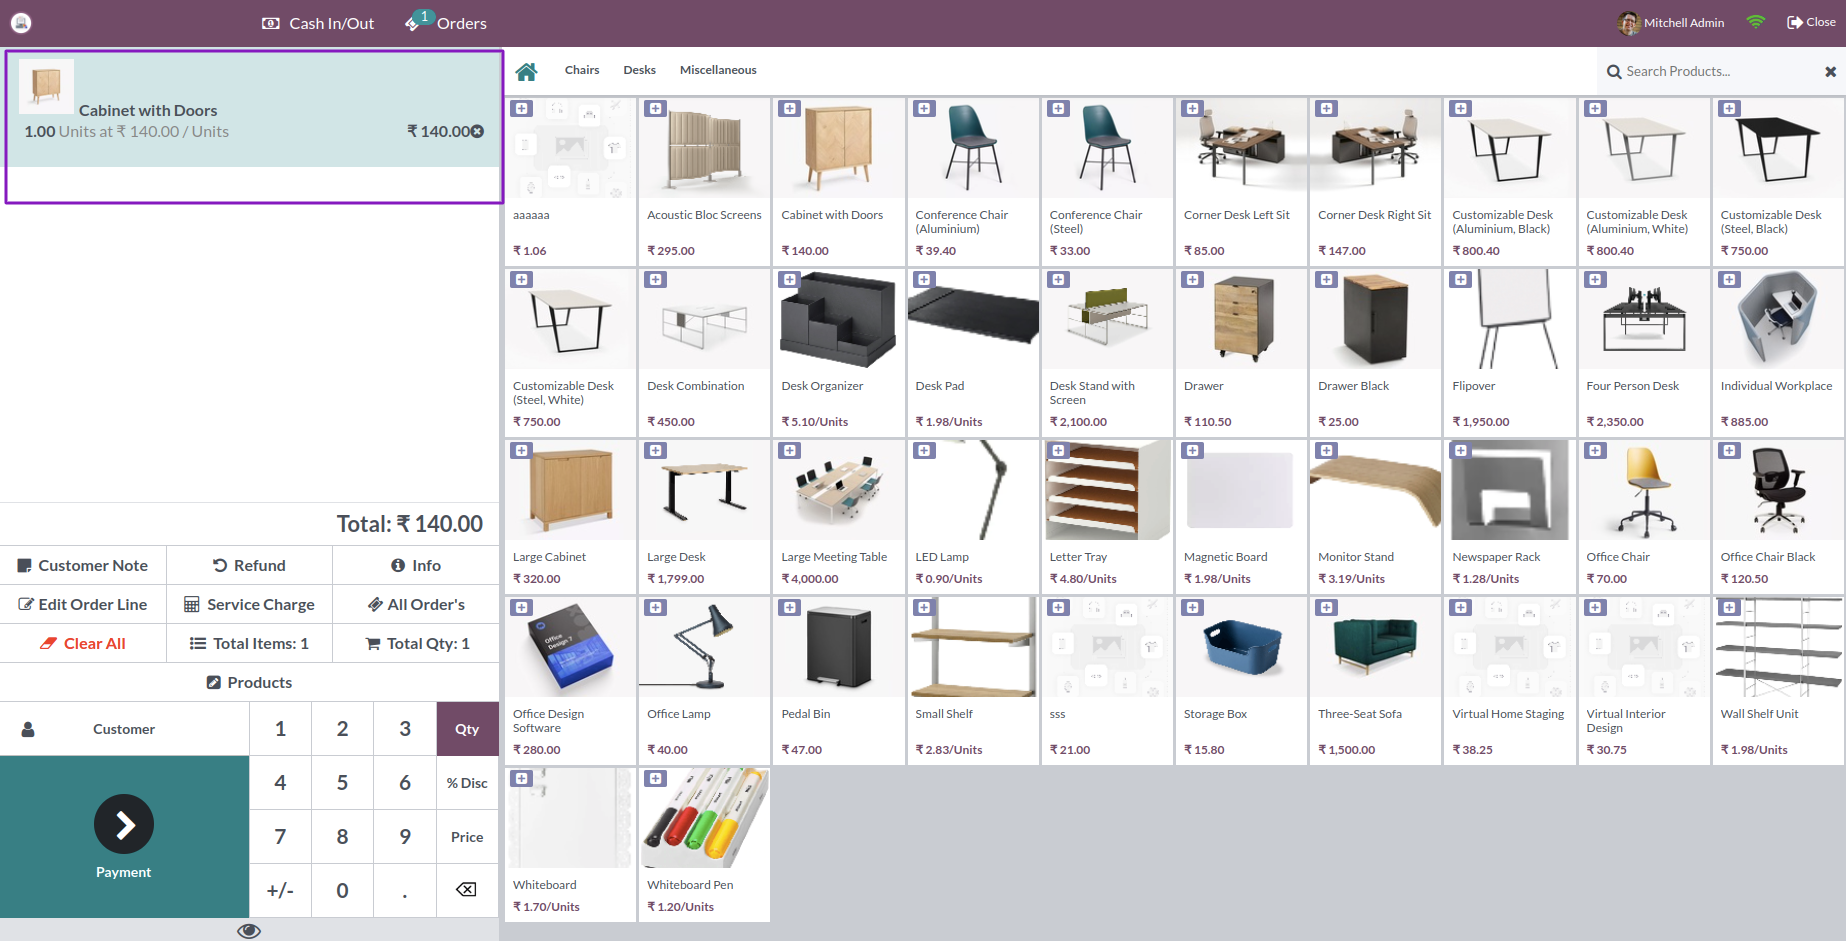 Cash In/Out
1
Orders
Mitchell Admin
Close
Cabinet with Doors
1.00 Units at ₹ 140.00 / Units
₹ 140.00
Total: ₹ 140.00
Customer Note
Refund
Info
Edit Order Line
Service Charge
All Order's
Clear All
Total Items: 1
Total Qty: 1
Products
Customer
1
2
3
Qty
4
5
6
% Disc
7
8
9
Price
+/-
0
.
Payment
Chairs
Desks
Miscellaneous
Search Products...
aaaaaa
₹ 1.06
Acoustic Bloc Screens
₹ 295.00
Cabinet with Doors
₹ 140.00
Conference Chair
(Aluminium)
₹ 39.40
Conference Chair
(Steel)
₹ 33.00
Corner Desk Left Sit
₹ 85.00
Corner Desk Right Sit
₹ 147.00
Customizable Desk
(Aluminium, Black)
₹ 800.40
Customizable Desk
(Aluminium, White)
₹ 800.40
Customizable Desk
(Steel, Black)
₹ 750.00
Customizable Desk
(Steel, White)
₹ 750.00
Desk Combination
₹ 450.00
Desk Organizer
₹ 5.10/Units
Desk Pad
₹ 1.98/Units
Desk Stand with
Screen
₹ 2,100.00
Drawer
₹ 110.50
Drawer Black
₹ 25.00
Flipover
₹ 1,950.00
Four Person Desk
₹ 2,350.00
Individual Workplace
₹ 885.00
Large Cabinet
₹ 320.00
Large Desk
₹ 1,799.00
Large Meeting Table
₹ 4,000.00
LED Lamp
₹ 0.90/Units
Letter Tray
₹ 4.80/Units
Magnetic Board
₹ 1.98/Units
Monitor Stand
₹ 3.19/Units
Newspaper Rack
₹ 1.28/Units
Office Chair
₹ 70.00
Office Chair Black
₹ 120.50
Office
Design 7
Office Design
Software
₹ 280.00
Office Lamp
₹ 40.00
Pedal Bin
₹ 47.00
Small Shelf
₹ 2.83/Units
sss
₹ 21.00
Storage Box
₹ 15.80
Three-Seat Sofa
₹ 1,500.00
Virtual Home Staging
₹ 38.25
Virtual Interior
Design
₹ 30.75
Wall Shelf Unit
₹ 1.98/Units
Whiteboard
₹ 1.70/Units
Whiteboard Pen
₹ 1.20/Units